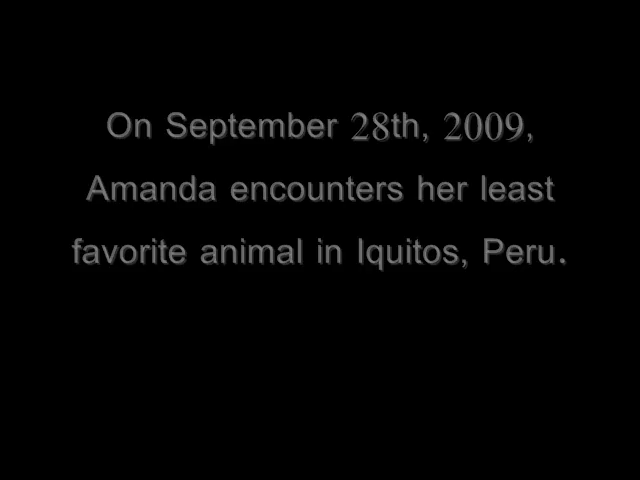 On September 28th, 2009,
Amanda encounters her least
favorite animal in Iquitos, Peru.